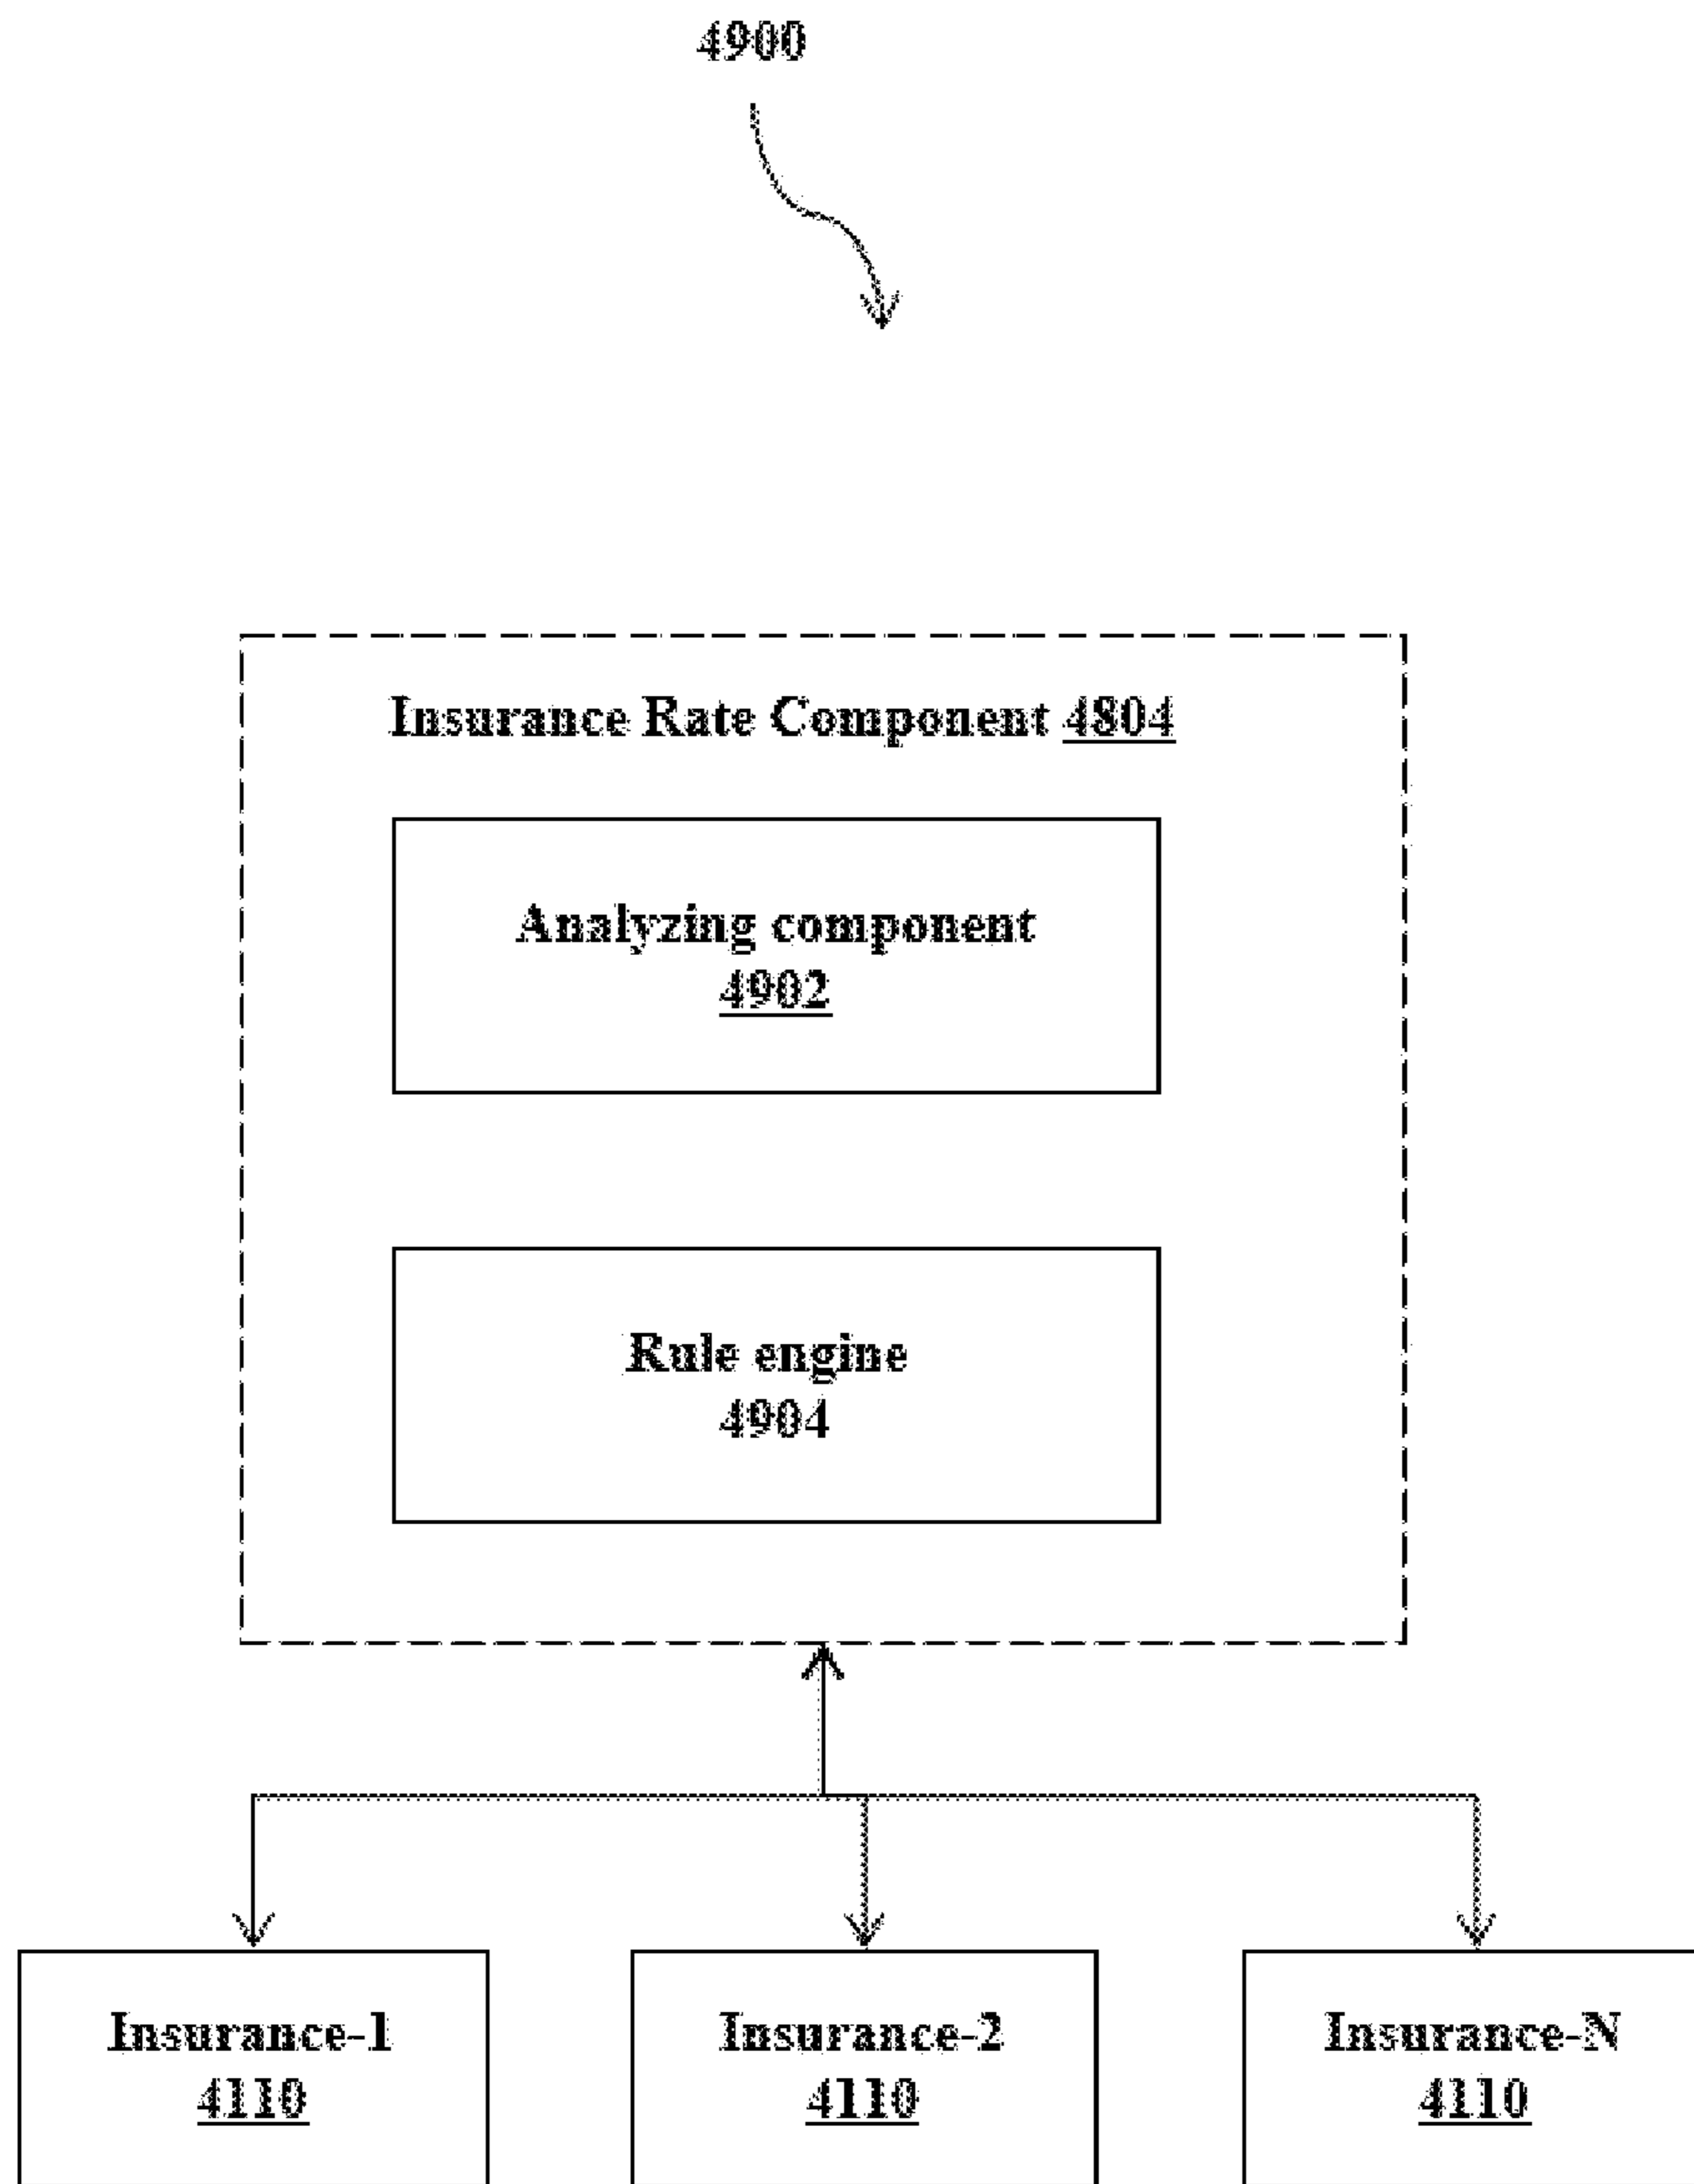 4900
Insurance Rate Component 4804
Analyzing component
4902
Rule engine
4904
Insurance-1
4110
Insurance-2
4110
Insurance-N
4110